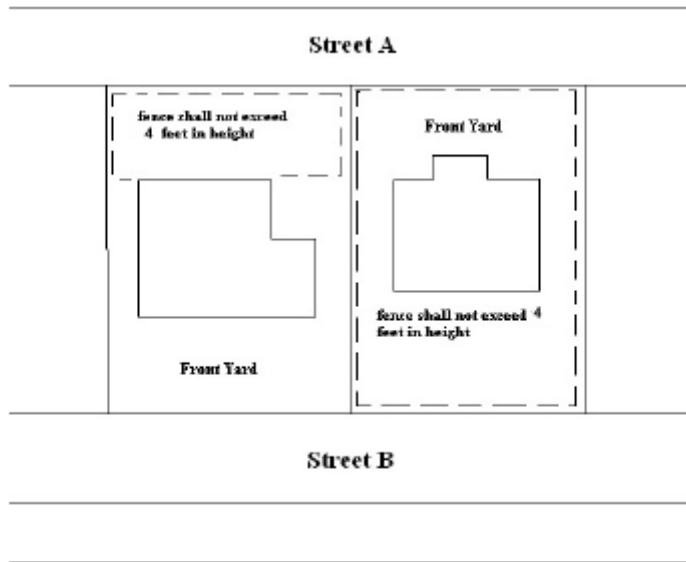 Street A
fence shall not exceed
4 feet in height
Front Yard
fence shall not exceed 4
feet in height
Front Yard
Street B